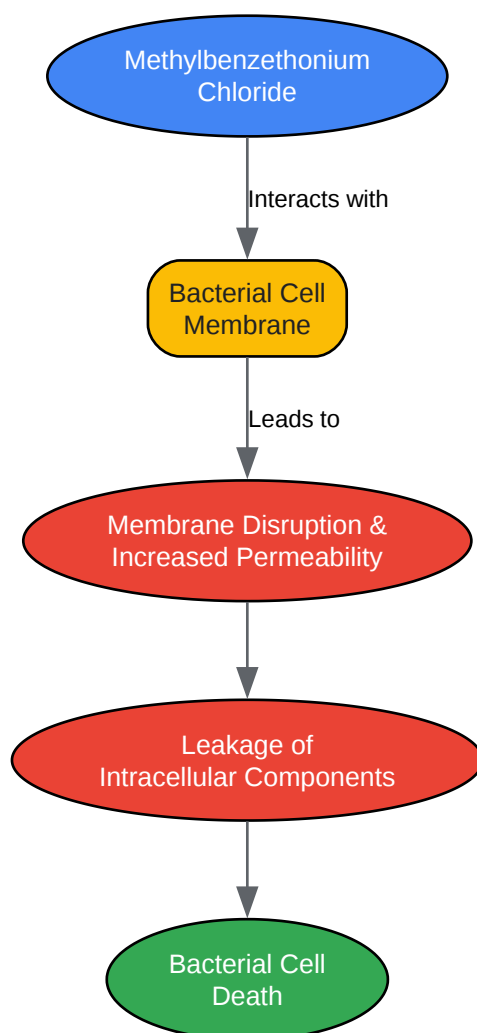 Methylbenzethonium
Chloride
Interacts with
Bacterial Cell
Membrane
Leads to
Membrane Disruption &
Increased Permeability
Leakage of
Intracellular Components
Bacterial Cell
Death